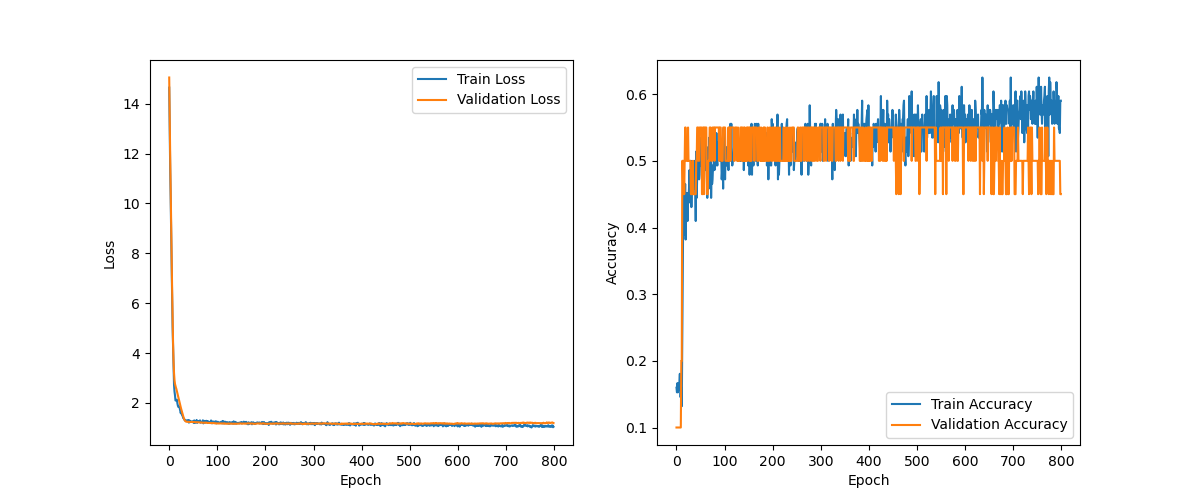 Train Loss
Validation Loss
14
12
10
8
6
4
2
Loss
0 100 200 300 400 500 600 700 800
Epoch
0.6
0.5
0.4
0.3
0.2
0.1
Accuracy
Train Accuracy
Validation Accuracy
0 100 200 300 400 500 600 700 800
Epoch